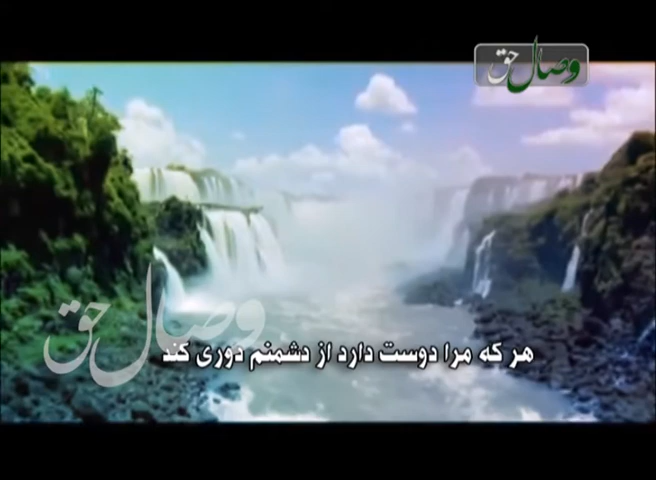 وصال حق
هر که مرا دوست دارد از دشمنم دوری کند
وصال حق